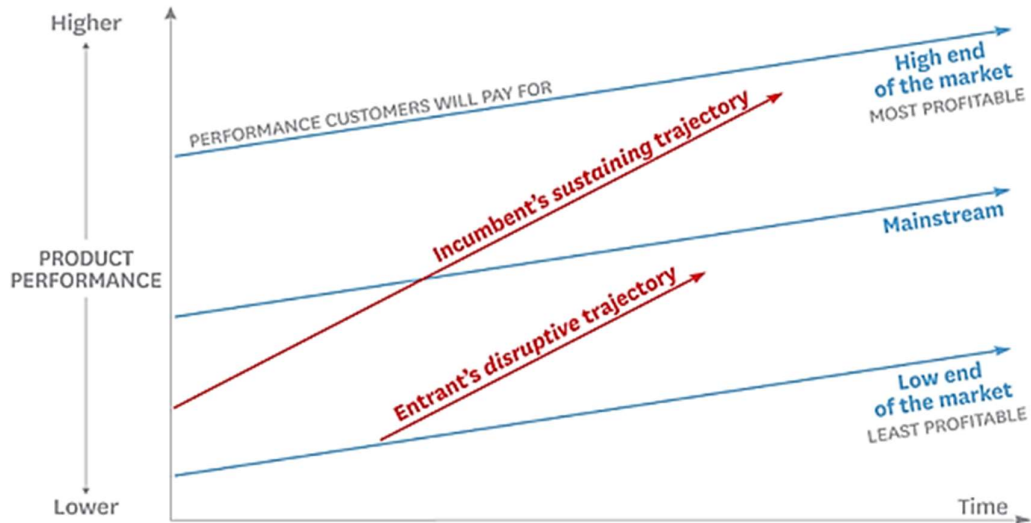 Higher
PERFORMANCE CUSTOMERS WILL PAY FOR
High end
of the market
MOST PROFITABLE
Incumbent's sustaining trajectory
Mainstream
PRODUCT
PERFORMANCE
Entrant's disruptive trajectory
Low end
of the market
LEAST PROFITABLE
Lower
Time